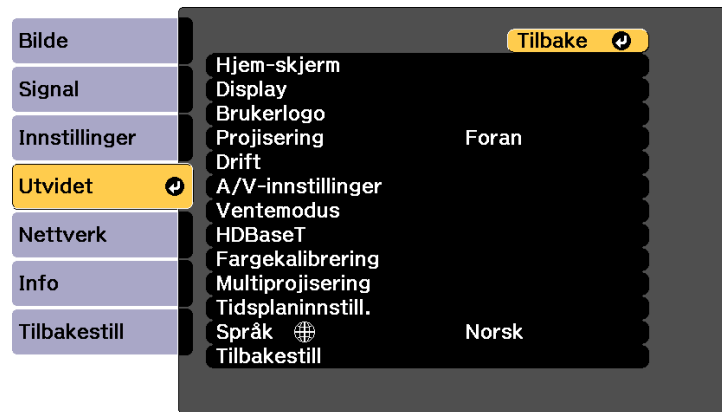 Bilde
Signal
Innstillinger
Utvidet
Nettverk
Info
Tilbakestill
Tilbake
Hjem-skjerm
Display
Brukerlogo
Projisering Foran
Drift
A/V-innstillinger
Ventemodus
HDBaseT
Fargekalibrering
Multiprojisering
Tidsplaninnstill.
Språk Norsk
Tilbakestill